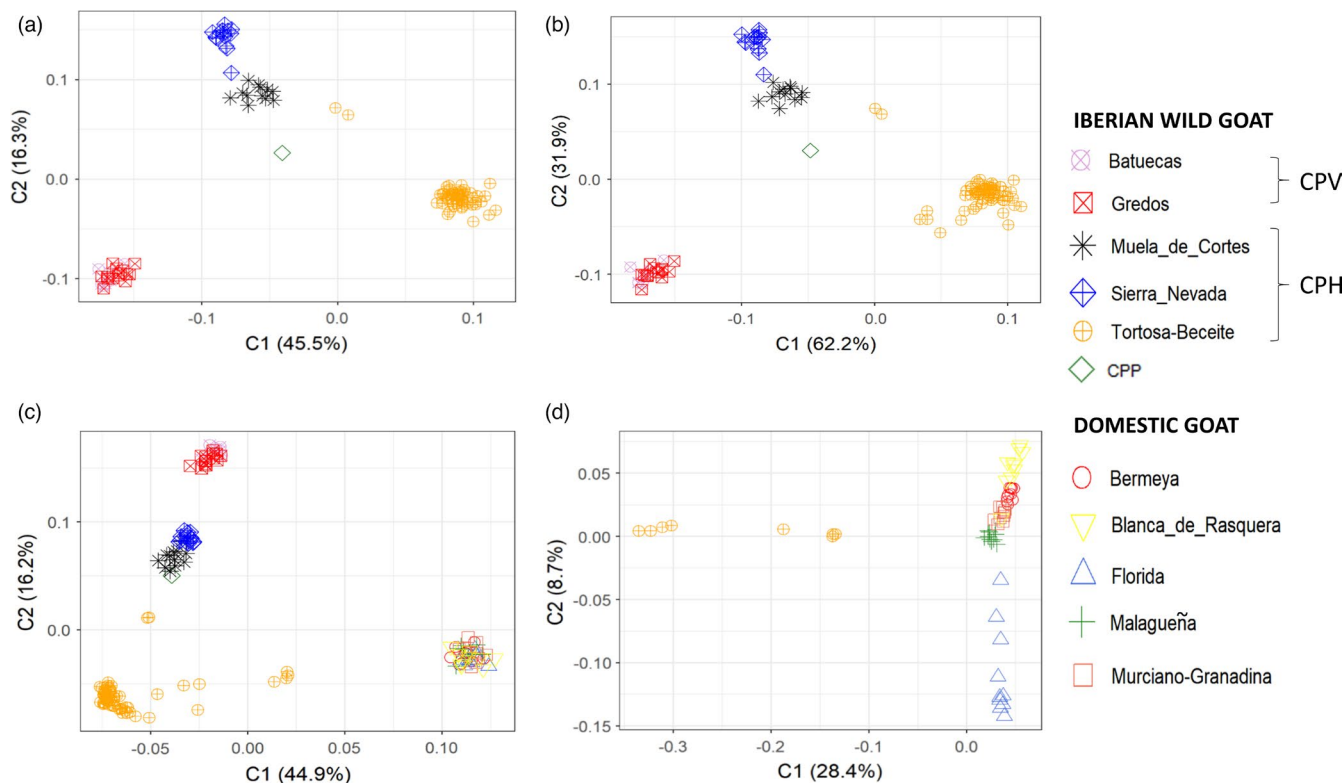 (a)
C2 (16.3%)
0.1
0.0
-0.1
-0.1
0.0
0.1
C1 (45.5%)
(b)
C2 (31.9%)
0.1
0.0
-0.1
-0.1
0.0
0.1
C1 (62.2%)
(c)
C2 (16.2%)
0.1
0.0
-0.05
0.00
0.05
0.10
C1 (44.9%)
(d)
C2 (8.7%)
0.05
0.00
-0.05
-0.10
-0.15
-0.3
-0.2
-0.1
0.0
C1 (28.4%)
IBERIAN WILD GOAT
Batuecas
Gredos
CPV
Muela_de_Cortes
Sierra_Nevada
Tortosa-Beceite
CPH
CPP
DOMESTIC GOAT
Bermeya
Blanca_de_Rasquera
Florida
Malagueña
Murciano-Granadina